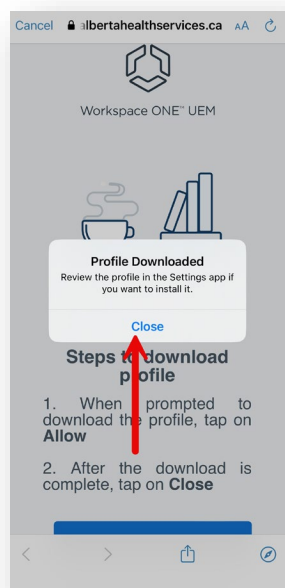 Cancel lbertahealthservices.ca AA
Workspace ONE™ UEM
Profile Downloaded
Review the profile in the Settings app if
you want to install it.
Close
Steps to download
profile
1. When prompted to
download the profile, tap on
Allow
2. After the download is
complete, tap on Close